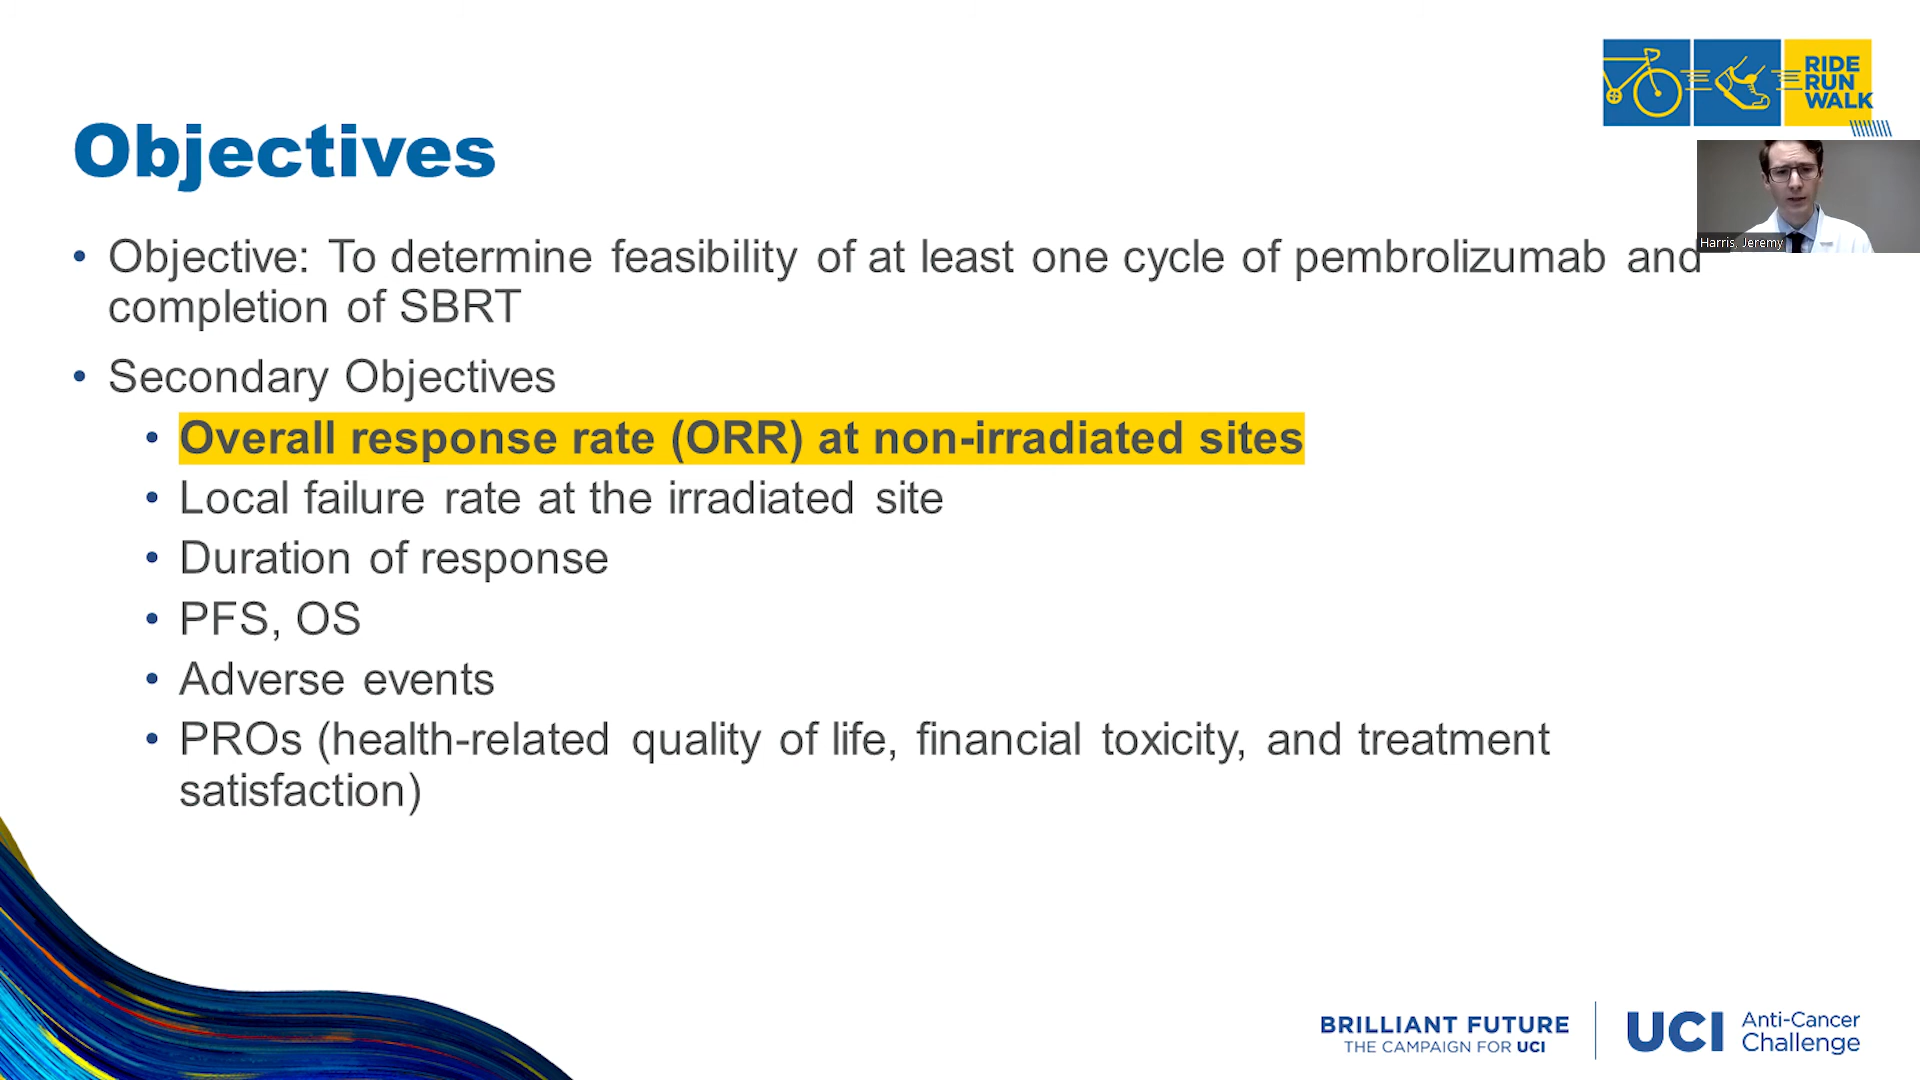 RIDE
RUN
WALK
Objectives
Harris, Jeremy
• Objective: To determine feasibility of at least one cycle of pembrolizumab and
completion of SBRT
• Secondary Objectives
• Overall response rate (ORR) at non-irradiated sites
• Local failure rate at the irradiated site
• Duration of response
• PFS, OS
• Adverse events
• PROs (health-related quality of life, financial toxicity, and treatment
satisfaction)
BRILLIANT FUTURE
THE CAMPAIGN FOR UCI
UCI Anti-Cancer
Challenge